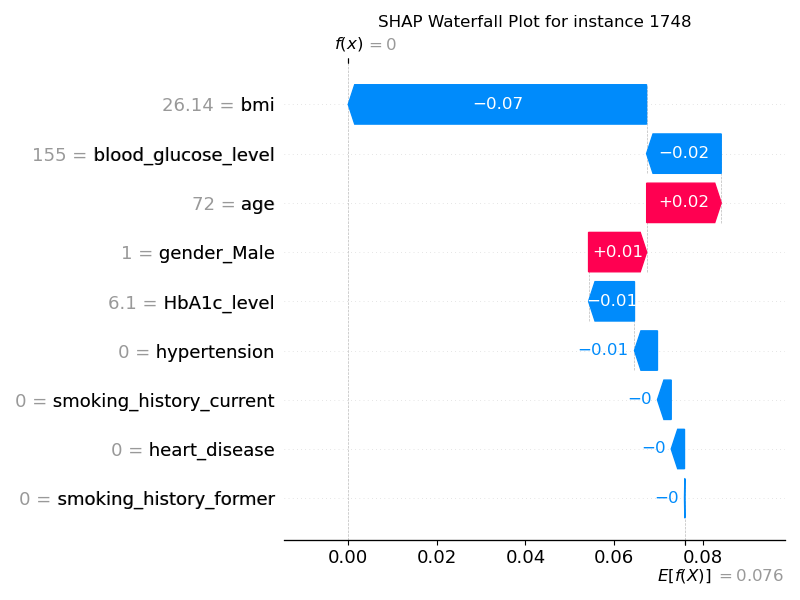 SHAP Waterfall Plot for instance 1748
f(x) = 0
26.14 = bmi
−0.07
155 = blood_glucose_level
−0.02
72 = age
+0.02
1 = gender_Male
+0.01
6.1 = HbA1c_level
−0.01
0 = hypertension
−0.01
0 = smoking_history_current
−0
0 = heart_disease
−0
0 = smoking_history_former
−0
0.00 0.02 0.04 0.06 0.08
E[f(X)] = 0.076